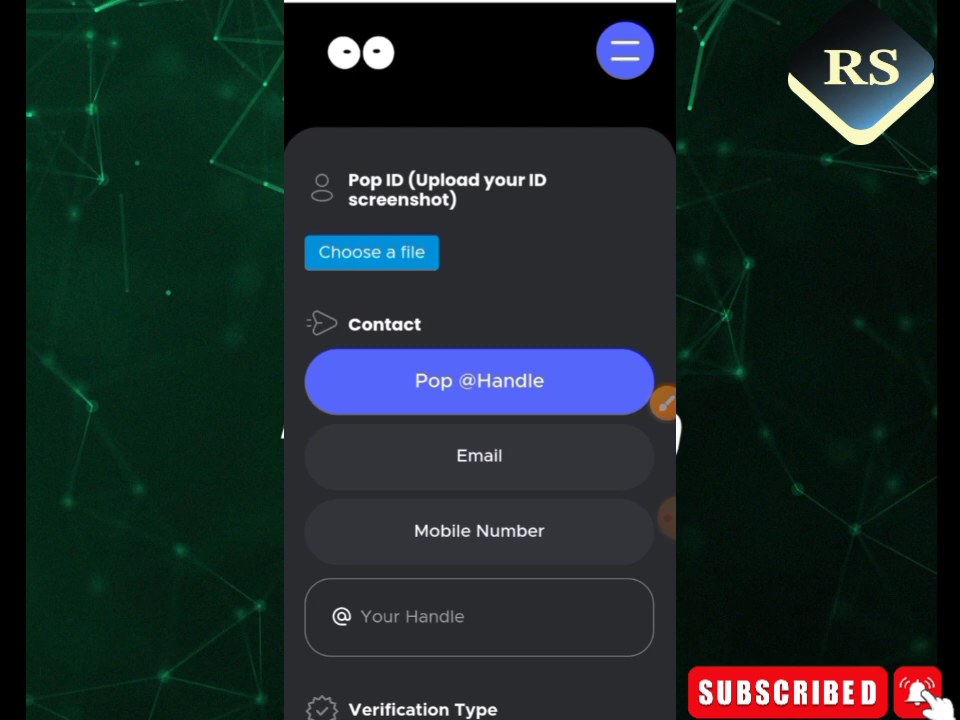 RS
Pop ID (Upload your ID
screenshot)
Choose a file
Contact
Pop @Handle
Email
Mobile Number
@ Your Handle
Verification Type
SUBSCRIBED